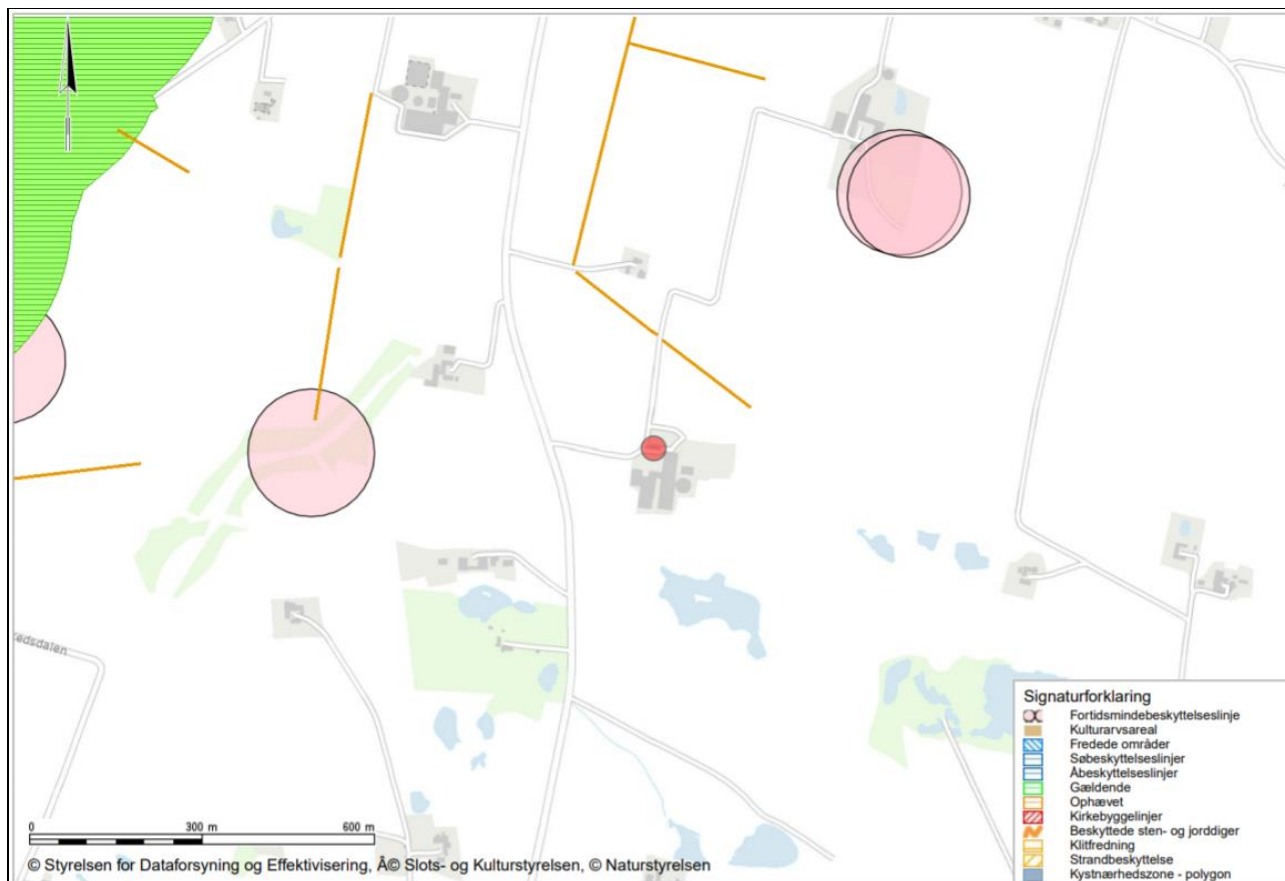 redsdalen
Signaturforklaring
Fortidsmindebeskyttelseslinje
Kulturarvsareal
Fredede områder
Søbeskyttelseslinjer
Åbeskyttelseslinjer
Gældende
Ophævet
Kirkebyggelinjer
Beskyttede sten- og jorddiger
Klitfredning
Strandbeskyttelse
Kystnærhedszone - polygon
0 300 m 600 m
© Styrelsen for Dataforsyning og Effektivisering, Â© Slots- og Kulturstyrelsen, © Naturstyrelsen